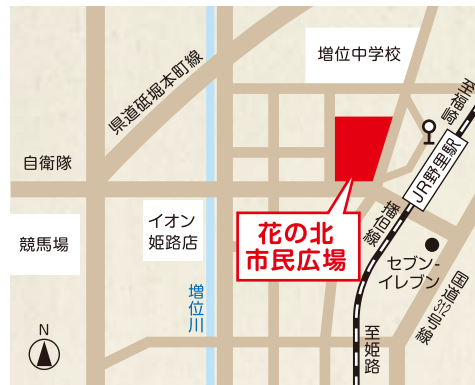 増位中学校
至福崎
県道砥堀本町線
JR野里駅
自衛隊
播但線
花の北
市民広場
イオン
姫路店
競馬場
セブン-
イレブン
国道312号線
増位川
至姫路
N